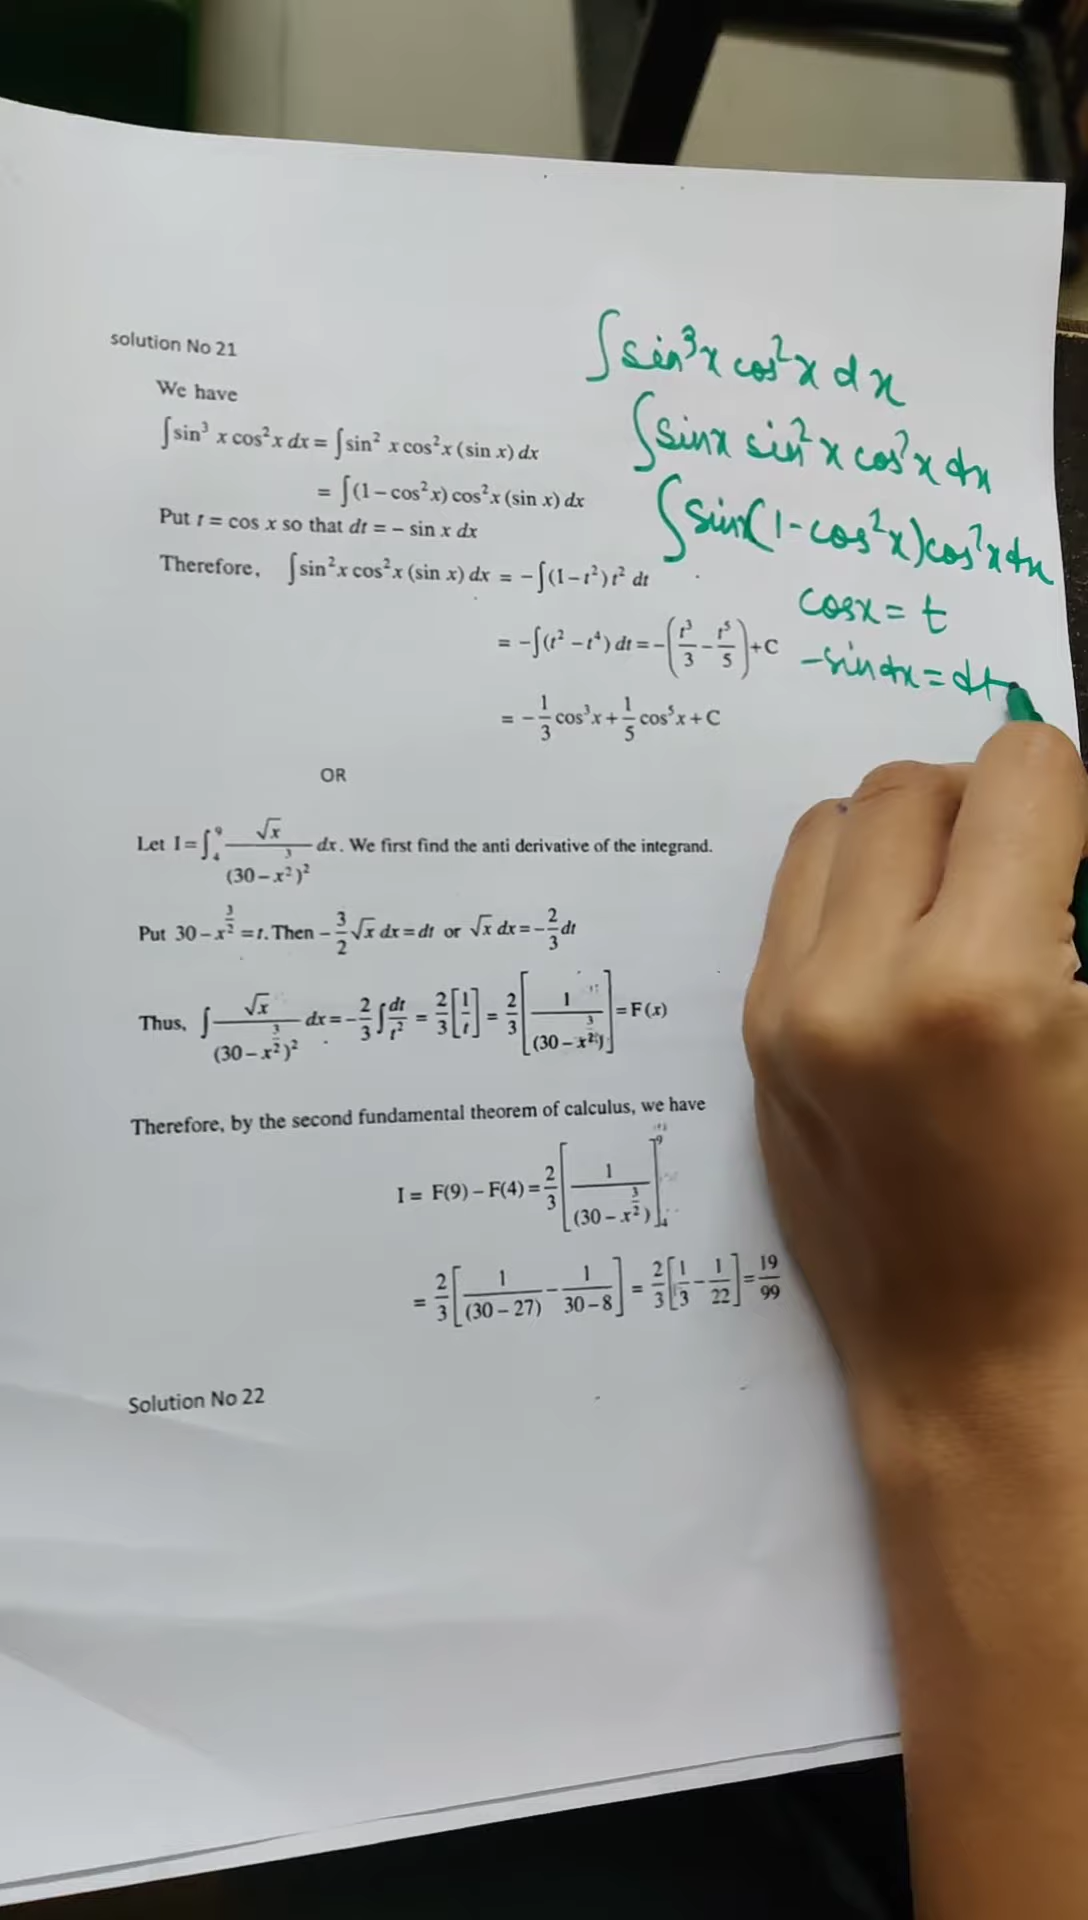 solution No 21
∫sin³x cos²x dx
We have
∫sin³ x cos²x dx = ∫sin² x cos²x (sin x) dx
∫sinx sin²x cos²x dx
= ∫(1 – cos²x) cos²x (sin x) dx
∫sinx(1-cos²x)cos²x dx
Put t = cos x so that dt = – sin x dx
Therefore, ∫sin²x cos²x (sin x) dx = –∫(1–t²) t² dt
cosx = t
= –∫(t² – t⁴) dt = –(t³/3 – t⁵/5) + C
-sin dx = dt
= –1/3 cos³x + 1/5 cos⁵x + C
OR
Let I = ∫₄⁹ √x/(30–x^(3/2))² dx. We first find the anti derivative of the integrand.
Put 30–x^(3/2) = t. Then –3/2 √x dx = dt or √x dx = –2/3 dt
Thus, ∫ √x/(30–x^(3/2))² dx = –2/3 ∫ dt/t² = 2/3 [1/t] = 2/3 [1/(30–x^(3/2))] = F(x)
Therefore, by the second fundamental theorem of calculus, we have
I = F(9) – F(4) = 2/3 [1/(30–x^(3/2))]₄⁹
= 2/3 [1/(30–27) – 1/30–8] = 2/3 [1/3 – 1/22] = 19/99
Solution No 22